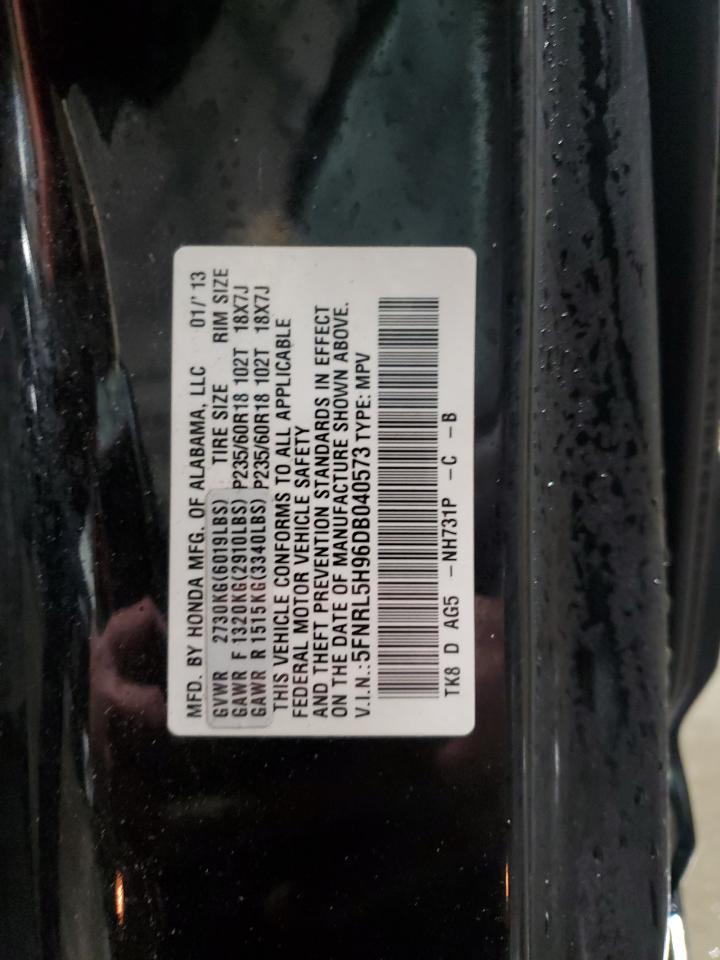 MFD. BY HONDA MFG. OF ALABAMA, LLC 01/'13
GVWR 2730KG(6019LBS) TIRE SIZE RIM SIZE
GAWR F 1320KG(2910LBS) P235/60R18 102T 18X7J
GAWR R 1515KG(3340LBS) P235/60R18 102T 18X7J
THIS VEHICLE CONFORMS TO ALL APPLICABLE
FEDERAL MOTOR VEHICLE SAFETY
AND THEFT PREVENTION STANDARDS IN EFFECT
ON THE DATE OF MANUFACTURE SHOWN ABOVE.
V.I.N.:5FNRL5H96DB040573 TYPE: MPV
TK8 D AG5 -NH731P -C -B